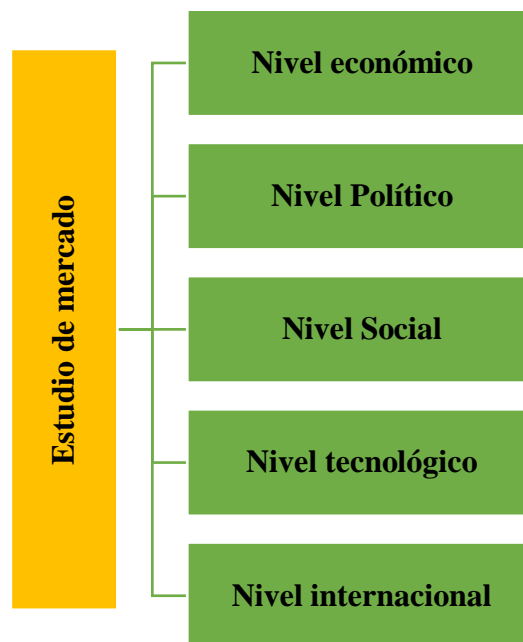 Estudio de mercado
Nivel económico
Nivel Político
Nivel Social
Nivel tecnológico
Nivel internacional